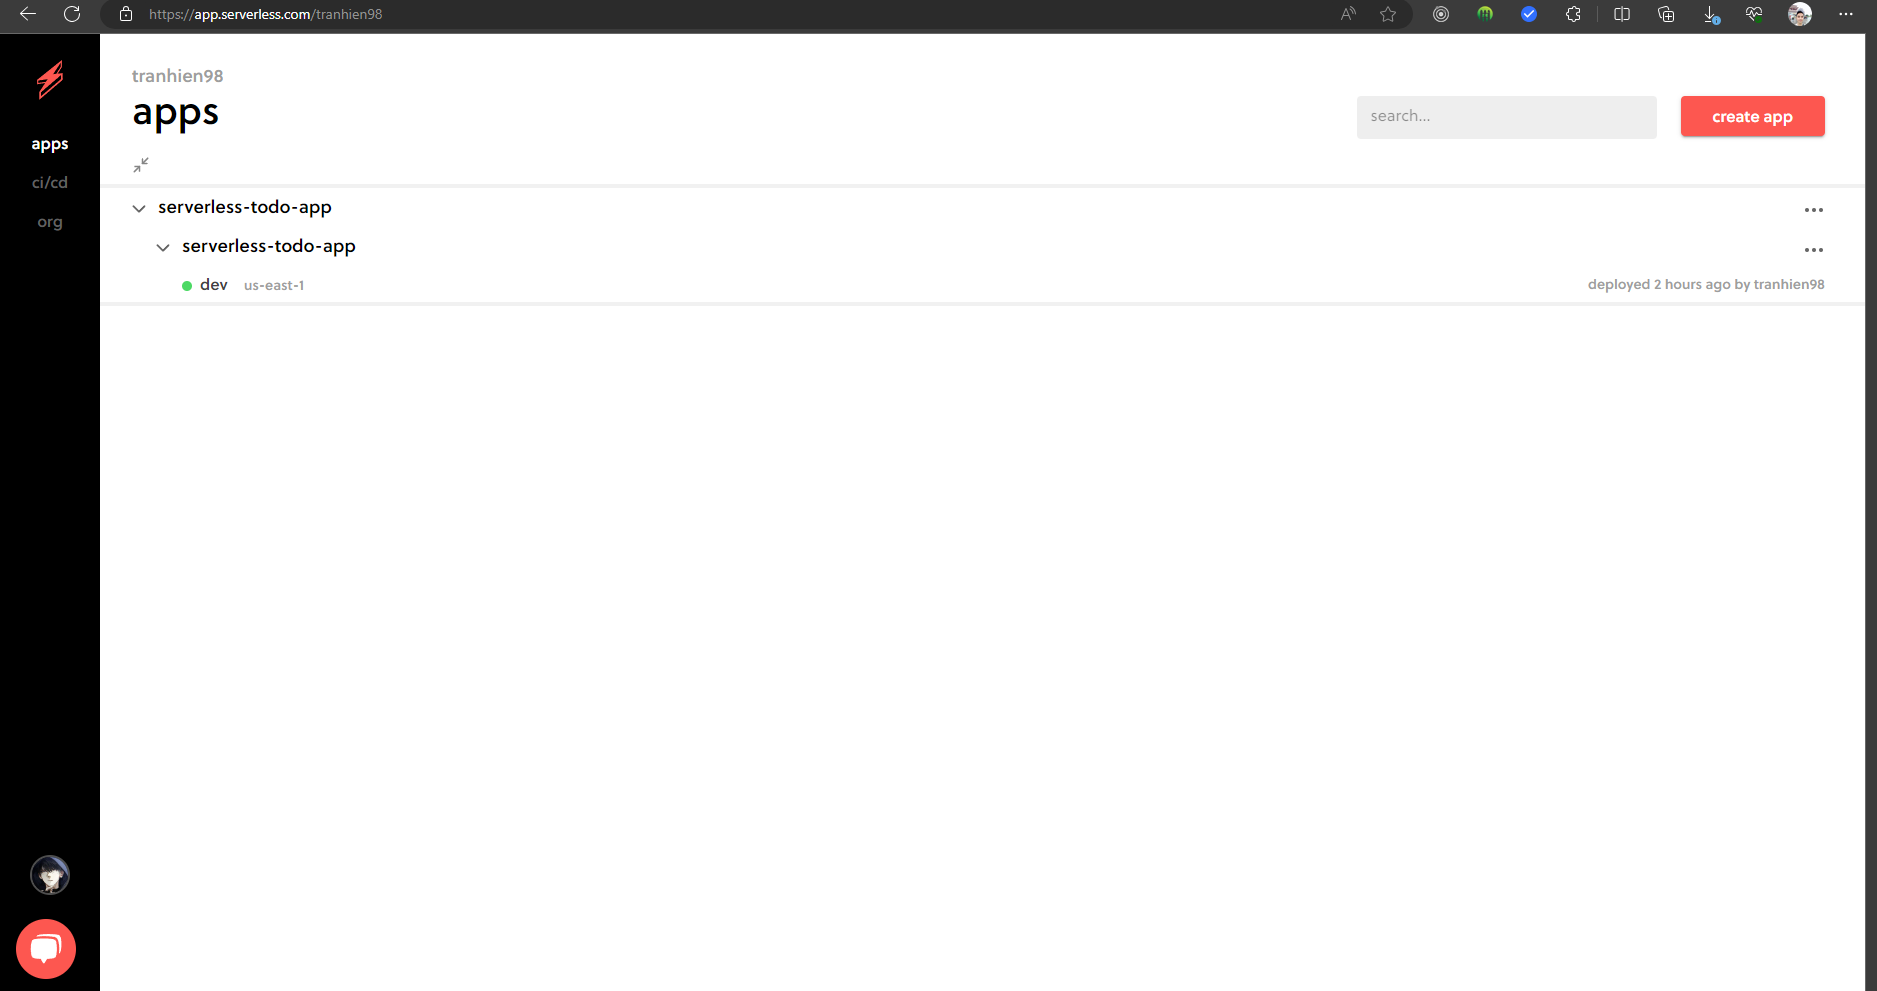 https://app.serverless.com/tranhien98
tranhien98
apps
search...
create app
apps
ci/cd
org
serverless-todo-app
serverless-todo-app
dev us-east-1 deployed 2 hours ago by tranhien98